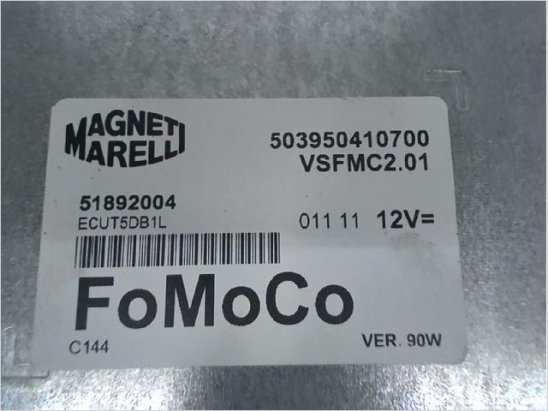 MAGNETI
MARELLI
503950410700
VSFMC2.01
51892004
ECUT5DB1L
011 11 12V=
FoMoCo
C144
VER. 90W